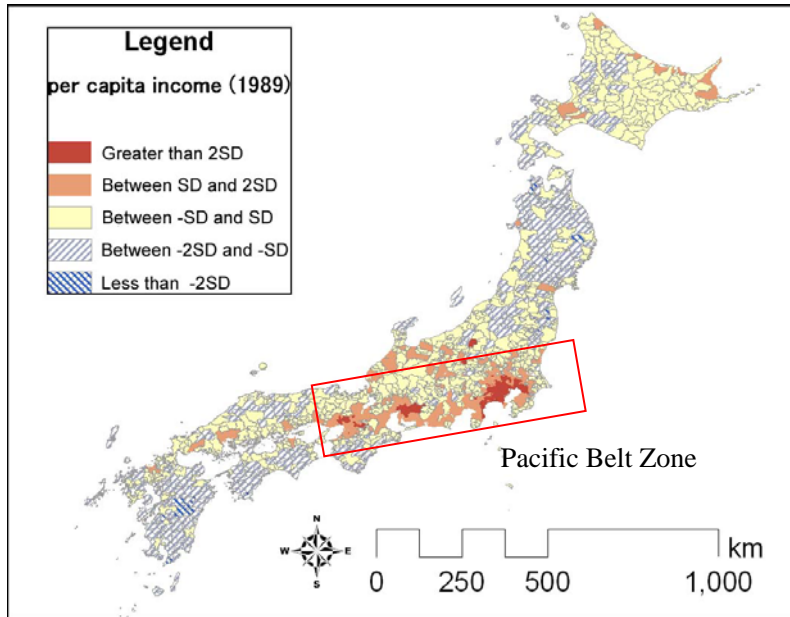 Legend
per capita income (1989)
Greater than 2SD
Between SD and 2SD
Between -SD and SD
Between -2SD and -SD
Less than -2SD
Pacific Belt Zone
N
W E
S
km
0 250 500 1,000